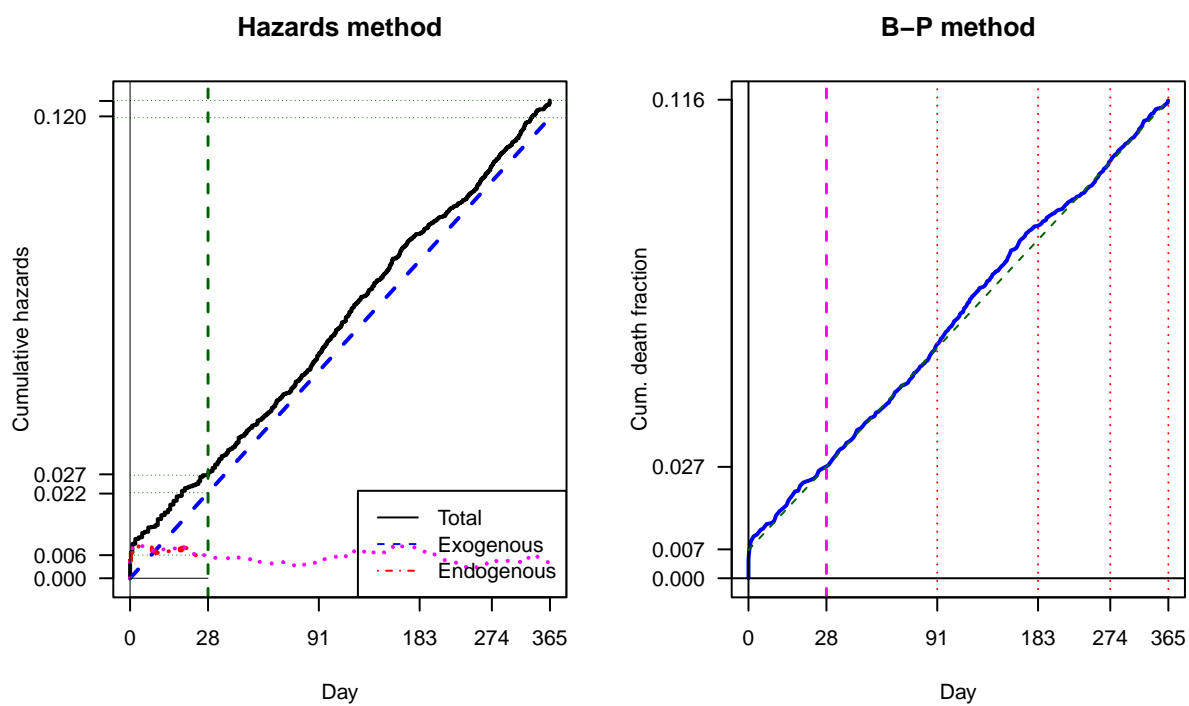 Hazards method
Cumulative hazards
0.120
0.027
0.022
0.006
0.000
Total
Exogenous
Endogenous
0 28 91 183 274 365
Day
B−P method
Cum. death fraction
0.116
0.027
0.007
0.000
0 28 91 183 274 365
Day